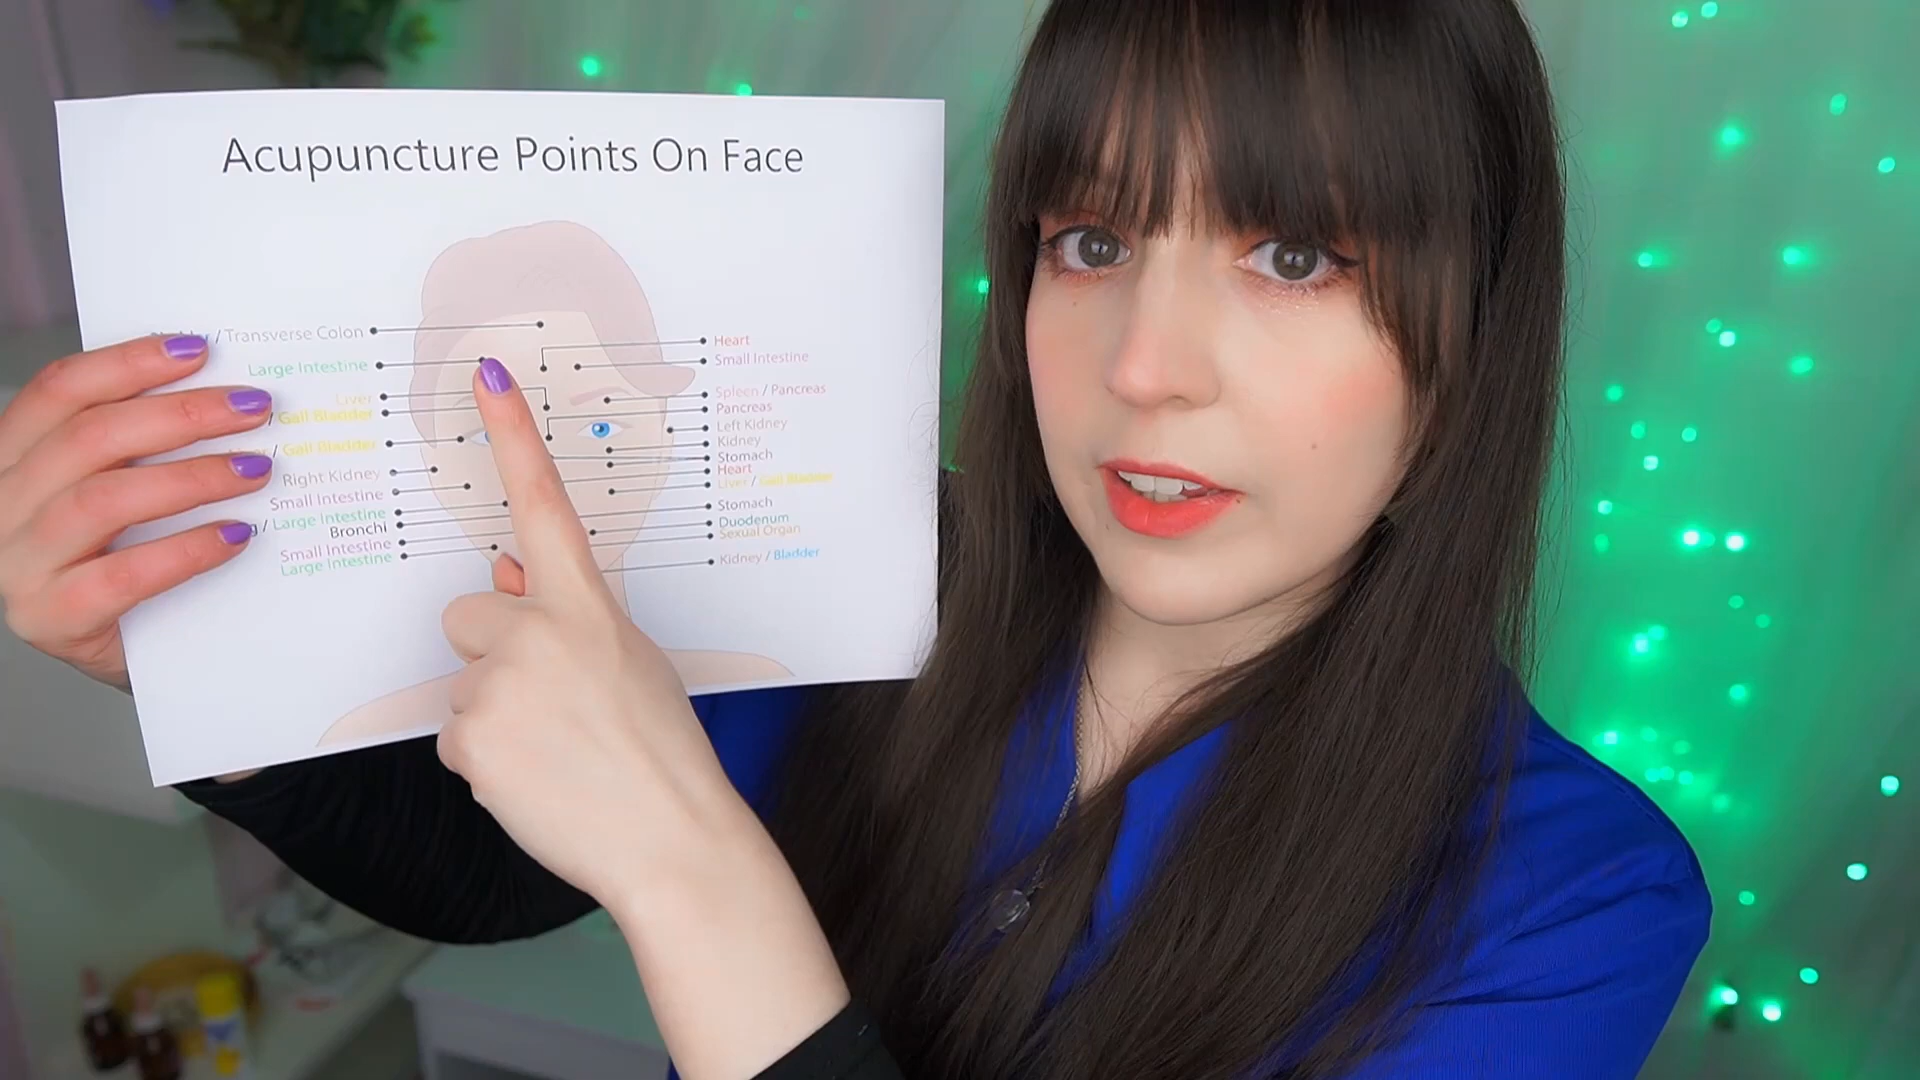 Acupuncture Points On Face
/ Transverse Colon
Large Intestine
Liver
/ Gall Bladder
/ Gall Bladder
Right Kidney
Small Intestine
/ Large Intestine
Bronchi
Small Intestine
Large Intestine
Heart
Small Intestine
Spleen / Pancreas
Pancreas
Left Kidney
Kidney
Stomach
Heart
Liver / Gall Bladder
Stomach
Duodenum
Sexual Organ
Kidney / Bladder